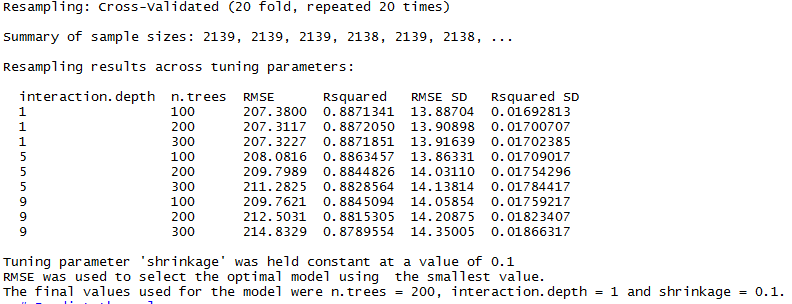 Resampling: Cross-Validated (20 fold, repeated 20 times)
Summary of sample sizes: 2139, 2139, 2139, 2138, 2139, 2138, ...
Resampling results across tuning parameters:
interaction.depth n.trees RMSE Rsquared RMSE SD Rsquared SD
1 100 207.3800 0.8871341 13.88704 0.01692813
1 200 207.3117 0.8872050 13.90898 0.01700707
1 300 207.3227 0.8871851 13.91639 0.01702385
5 100 208.0816 0.8863457 13.86331 0.01709017
5 200 209.7989 0.8844826 14.03110 0.01754296
5 300 211.2825 0.8828564 14.13814 0.01784417
9 100 209.7621 0.8845094 14.05854 0.01759217
9 200 212.5031 0.8815305 14.20875 0.01823407
9 300 214.8329 0.8789554 14.35005 0.01866317
Tuning parameter 'shrinkage' was held constant at a value of 0.1
RMSE was used to select the optimal model using  the smallest value.
The final values used for the model were n.trees = 200, interaction.depth = 1 and shrinkage = 0.1.